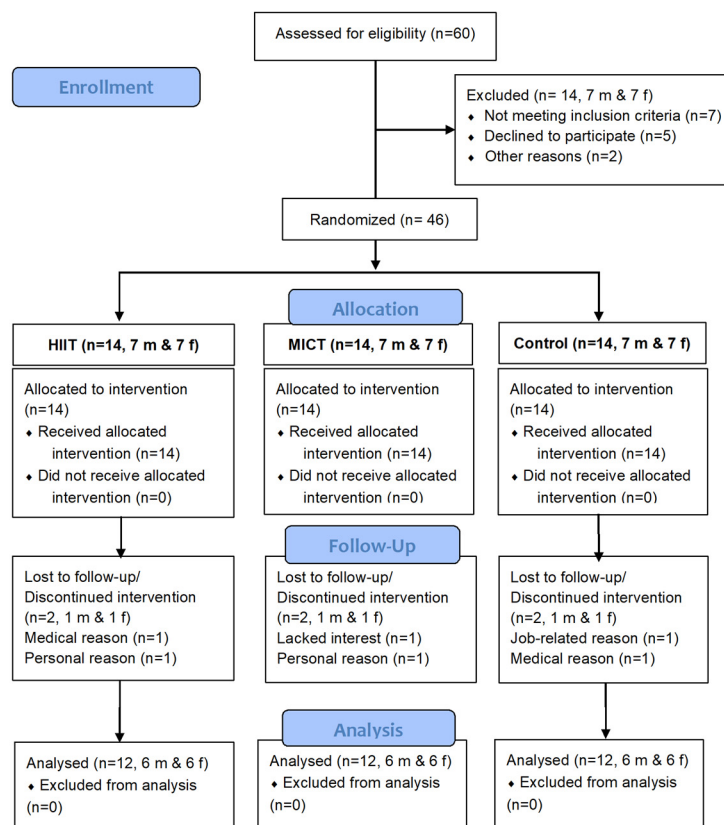 Assessed for eligibility (n=60)
Enrollment
Excluded (n= 14, 7 m & 7 f)
♦ Not meeting inclusion criteria (n=7)
♦ Declined to participate (n=5)
♦ Other reasons (n=2)
Randomized (n= 46)
Allocation
HIIT (n=14, 7 m & 7 f)
Allocated to intervention
(n=14)
♦ Received allocated
intervention (n=14)
♦ Did not receive allocated
intervention (n=0)
MICT (n=14, 7 m & 7 f)
Allocated to intervention
(n=14)
♦ Received allocated
intervention (n=14)
♦ Did not receive allocated
intervention (n=0)
Control (n=14, 7 m & 7 f)
Allocated to intervention
(n=14)
♦ Received allocated
intervention (n=14)
♦ Did not receive allocated
intervention (n=0)
Follow-Up
Lost to follow-up/
Discontinued intervention
(n=2, 1 m & 1 f)
Medical reason (n=1)
Personal reason (n=1)
Lost to follow-up/
Discontinued intervention
(n=2, 1 m & 1 f)
Lacked interest (n=1)
Personal reason (n=1)
Lost to follow-up/
Discontinued intervention
(n=2, 1 m & 1 f)
Job-related reason (n=1)
Medical reason (n=1)
Analysis
Analysed (n=12, 6 m & 6 f)
♦ Excluded from analysis
(n=0)
Analysed (n=12, 6 m & 6 f)
♦ Excluded from analysis
(n=0)
Analysed (n=12, 6 m & 6 f)
♦ Excluded from analysis
(n=0)